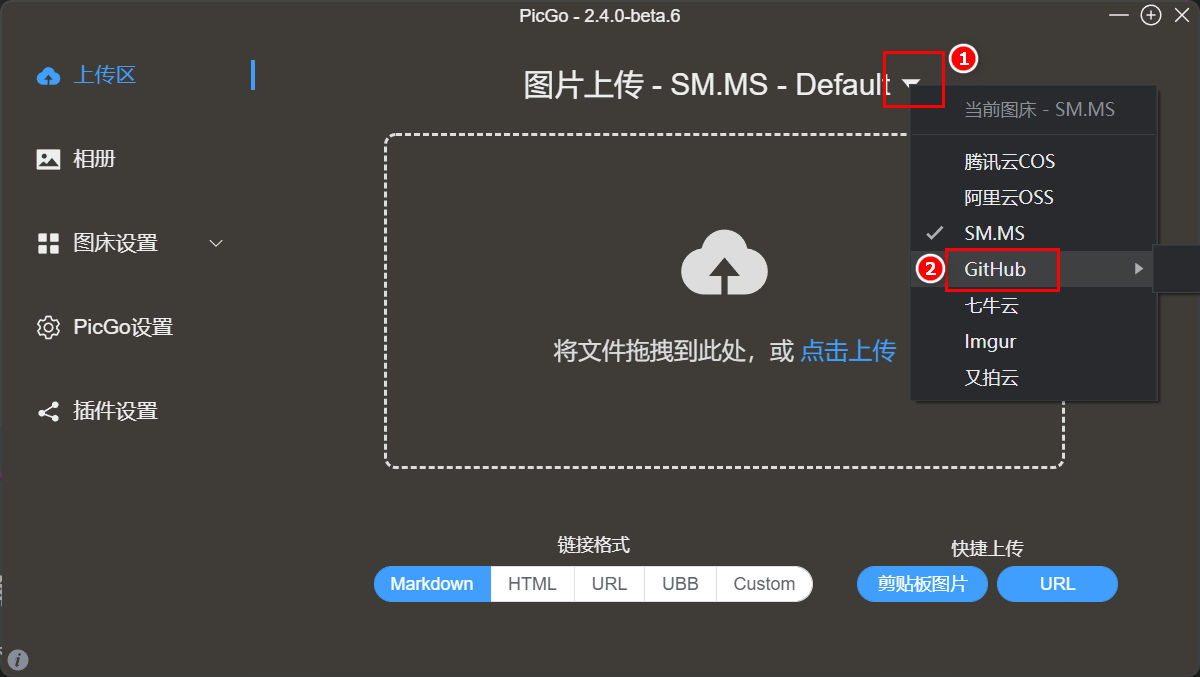 PicGo - 2.4.0-beta.6
上传区
图片上传 - SM.MS - Default
1
当前图床 - SM.MS
相册
腾讯云COS
阿里云OSS
SM.MS
图床设置
2
GitHub
七牛云
PicGo设置
Imgur
将文件拖拽到此处，或 点击上传
又拍云
插件设置
链接格式
快捷上传
Markdown HTML URL UBB Custom
剪贴板图片 URL